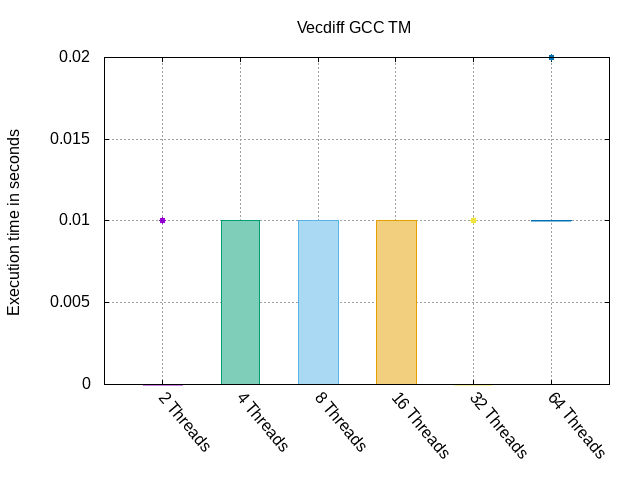 Vecdiff GCC TM
Execution time in seconds
0.02
0.015
0.01
0.005
0
2 Threads
4 Threads
8 Threads
16 Threads
32 Threads
64 Threads